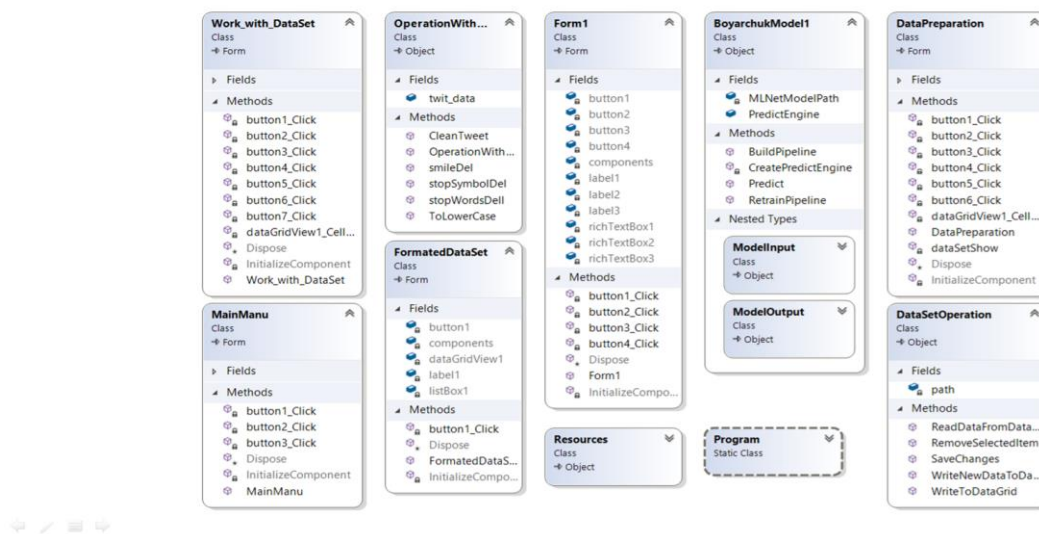 Work_with_DataSet
Class
Form
Fields
Methods
button1_Click
button2_Click
button3_Click
button4_Click
button5_Click
button6_Click
button7_Click
dataGridView1_Cell...
Dispose
InitializeComponent
Work_with_DataSet
MainManu
Class
Form
Fields
Methods
button1_Click
button2_Click
button3_Click
Dispose
InitializeComponent
MainManu
OperationWith...
Class
Object
Fields
twit_data
Methods
CleanTweet
OperationWith...
smileDel
stopSymbolDel
stopWordsDell
ToLowerCase
FormatedDataSet
Class
Form
Fields
button1
components
dataGridView1
label1
listBox1
Methods
button1_Click
Dispose
FormatedDataS...
InitializeCompo...
Form1
Class
Form
Fields
button1
button2
button3
button4
components
label1
label2
label3
richTextBox1
richTextBox2
richTextBox3
Methods
button1_Click
button2_Click
button3_Click
button4_Click
Dispose
Form1
InitializeCompo...
Resources
Class
Object
BoyarchukModel1
Class
Object
Fields
MLNetModelPath
PredictEngine
Methods
BuildPipeline
CreatePredictEngine
Predict
RetrainPipeline
Nested Types
ModelInput
Class
Object
ModelOutput
Class
Object
Program
Static Class
DataPreparation
Class
Form
Fields
Methods
button1_Click
button2_Click
button3_Click
button4_Click
button5_Click
button6_Click
dataGridView1_Cell...
DataPreparation
dataSetShow
Dispose
InitializeComponent
DataSetOperation
Class
Object
Fields
path
Methods
ReadDataFromData...
RemoveSelectedItem
SaveChanges
WriteNewDataToDa...
WriteToDataGrid